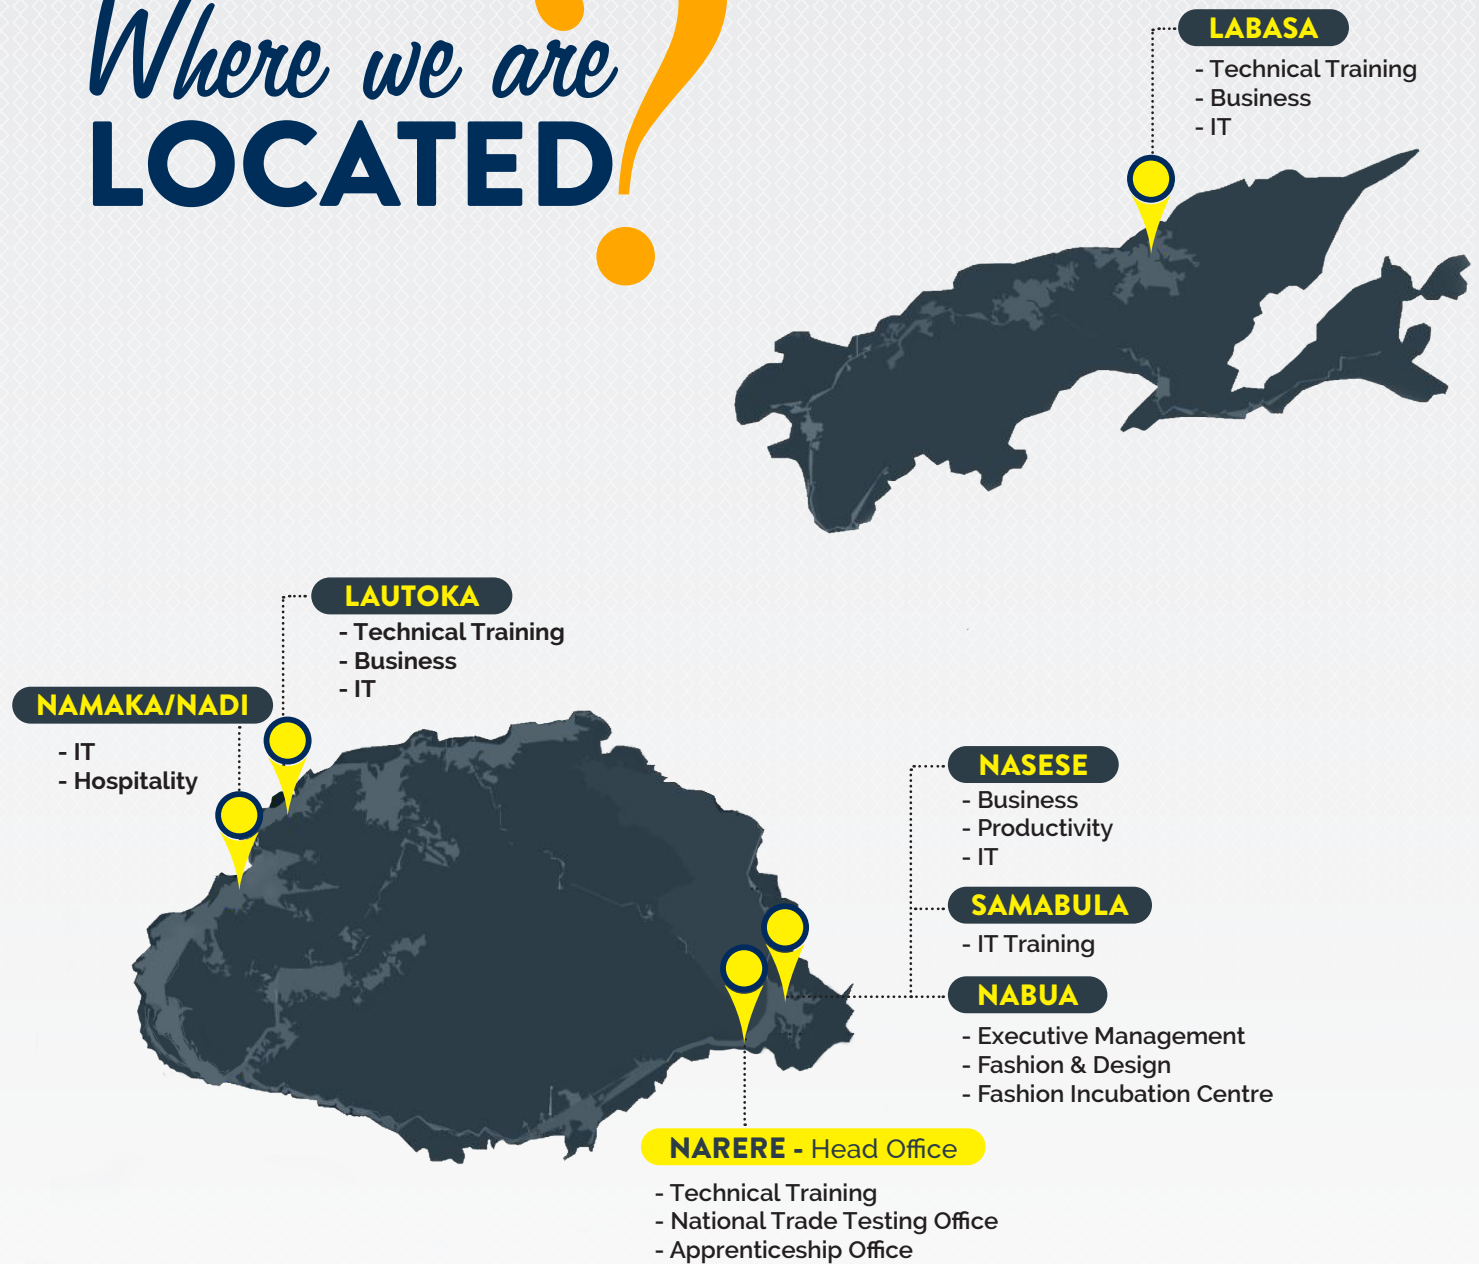 Where we are
LOCATED?
LABASA
- Technical Training
- Business
- IT
LAUTOKA
- Technical Training
- Business
- IT
NAMAKA/NADI
- IT
- Hospitality
NASESE
- Business
- Productivity
- IT
SAMABULA
- IT Training
NABUA
- Executive Management
- Fashion & Design
- Fashion Incubation Centre
NARERE - Head Office
- Technical Training
- National Trade Testing Office
- Apprenticeship Office